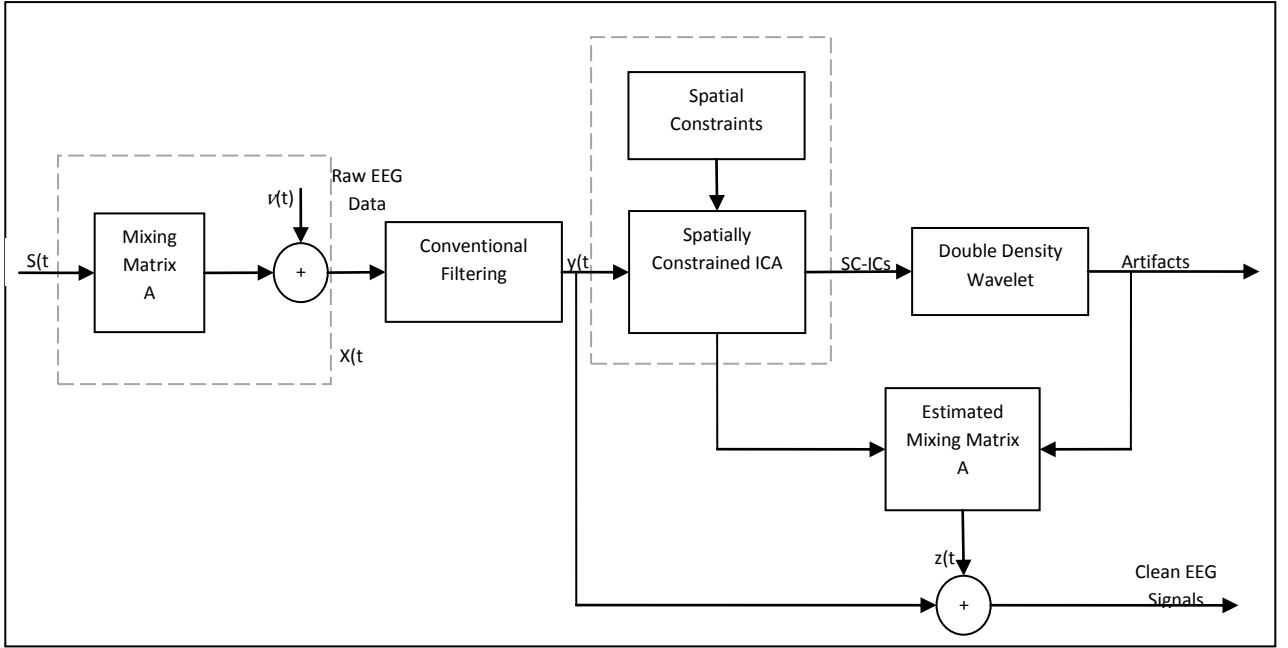 Spatial
Constraints
Raw EEG
Data
ν(t)
Mixing
Matrix
A
S(t
+
X(t
Conventional
Filtering
y(t
Spatially
Constrained ICA
SC-ICs
Double Density
Wavelet
Artifacts
Estimated
Mixing Matrix
A
z(t
+
Clean EEG
Signals